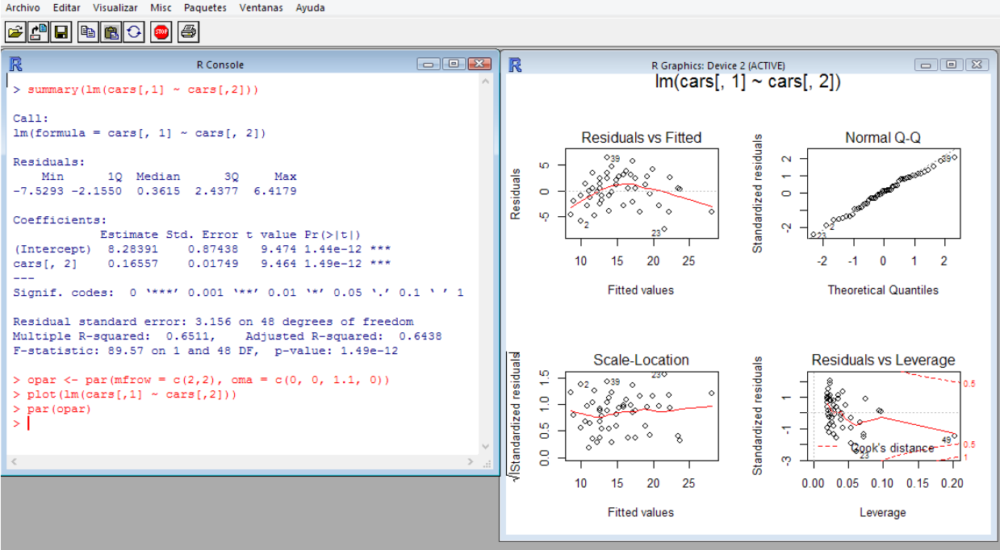 Archivo Editar Visualizar Misc Paquetes Ventanas Ayuda
STOP
R Console
> summary(lm(cars[,1] ~ cars[,2]))
Call:
lm(formula = cars[, 1] ~ cars[, 2])
Residuals:
Min 1Q Median 3Q Max
-7.5293 -2.1550 0.3615 2.4377 6.4179
Coefficients:
Estimate Std. Error t value Pr(>|t|)
(Intercept) 8.28391 0.87438 9.474 1.44e-12 ***
cars[, 2] 0.16557 0.01749 9.464 1.49e-12 ***
---
Signif. codes: 0 ‘***’ 0.001 ‘**’ 0.01 ‘*’ 0.05 ‘.’ 0.1 ‘ ’ 1
Residual standard error: 3.156 on 48 degrees of freedom
Multiple R-squared: 0.6511, Adjusted R-squared: 0.6438
F-statistic: 89.57 on 1 and 48 DF, p-value: 1.49e-12
> opar <- par(mfrow = c(2,2), oma = c(0, 0, 1.1, 0))
> plot(lm(cars[,1] ~ cars[,2]))
> par(opar)
>
R Graphics: Device 2 (ACTIVE)
lm(cars[, 1] ~ cars[, 2])
Residuals vs Fitted
Residuals
5
0
-5
39
2
23
10 15 20 25
Fitted values
Normal Q-Q
Standardized residuals
2
1
0
-2
39
2
23
-2 -1 0 1 2
Theoretical Quantiles
Scale-Location
√|Standardized residuals|
1.5
1.0
0.5
0.0
2
39
23
10 15 20 25
Fitted values
Residuals vs Leverage
Standardized residuals
1
-1
-3
0.5
49
0.5
1
Cook's distance
23
0.00 0.05 0.10 0.15 0.20
Leverage